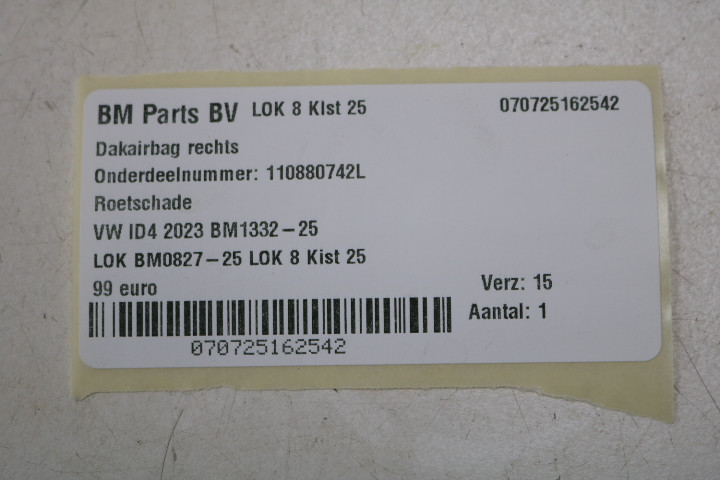 BM Parts BV LOK 8 Klst 25 070725162542
Dakairbag rechts
Onderdeelnummer: 110880742L
Roetschade
VW ID4 2023 BM1332-25
LOK BM0827-25 LOK 8 Kist 25
99 euro Verz: 15
Aantal: 1
070725162542